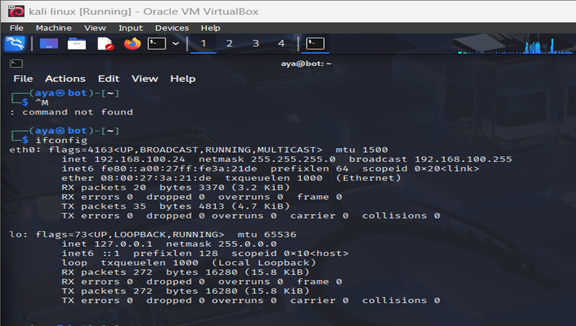 kali linux [Running] - Oracle VM VirtualBox
File Machine View Input Devices Help
1 2 3 4
aya@bot: ~
File Actions Edit View Help
┌──(aya㉿bot)-[~]
└─$ ^M
: command not found
┌──(aya㉿bot)-[~]
└─$ ifconfig
eth0: flags=4163<UP,BROADCAST,RUNNING,MULTICAST> mtu 1500
inet 192.168.100.24 netmask 255.255.255.0 broadcast 192.168.100.255
inet6 fe80::a00:27ff:fe3a:21de prefixlen 64 scopeid 0×20<link>
ether 08:00:27:3a:21:de txqueuelen 1000 (Ethernet)
RX packets 20 bytes 3370 (3.2 KiB)
RX errors 0 dropped 0 overruns 0 frame 0
TX packets 35 bytes 4813 (4.7 KiB)
TX errors 0 dropped 0 overruns 0 carrier 0 collisions 0
lo: flags=73<UP,LOOPBACK,RUNNING> mtu 65536
inet 127.0.0.1 netmask 255.0.0.0
inet6 ::1 prefixlen 128 scopeid 0×10<host>
loop txqueuelen 1000 (Local Loopback)
RX packets 272 bytes 16280 (15.8 KiB)
RX errors 0 dropped 0 overruns 0 frame 0
TX packets 272 bytes 16280 (15.8 KiB)
TX errors 0 dropped 0 overruns 0 carrier 0 collisions 0